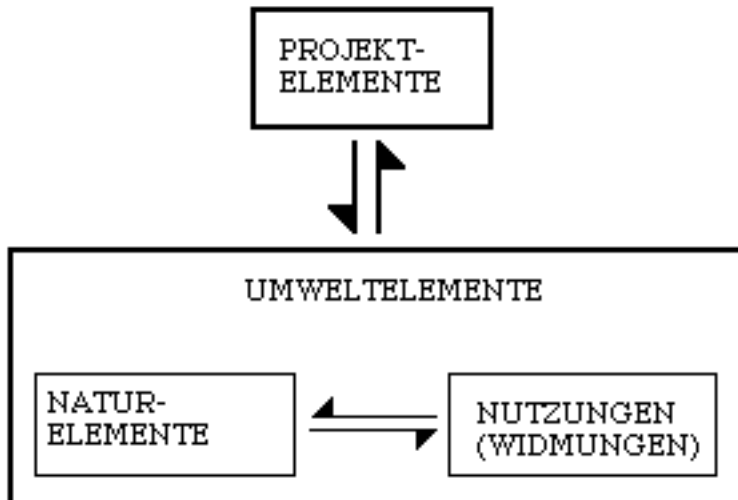 PROJEKT-
ELEMENTE
UMWELTELEMENTE
NATUR-
ELEMENTE
NUTZUNGEN
(WIDMUNGEN)